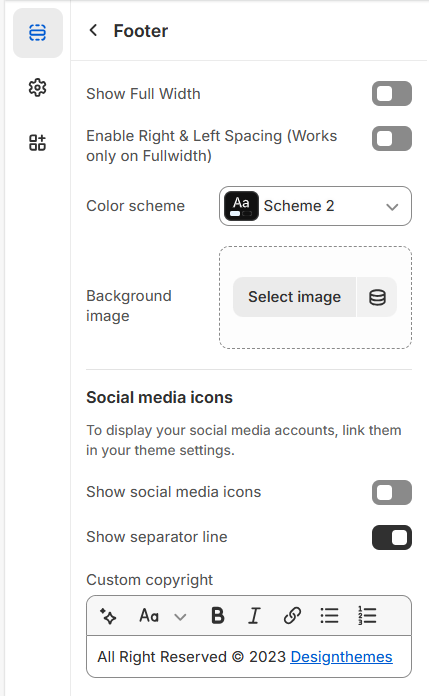 Footer
Show Full Width
Enable Right & Left Spacing (Works
only on Fullwidth)
Color scheme
Aa
Scheme 2
Background
image
Select image
Social media icons
To display your social media accounts, link them
in your theme settings.
Show social media icons
Show separator line
Custom copyright
Aa B I
All Right Reserved © 2023 Designthemes